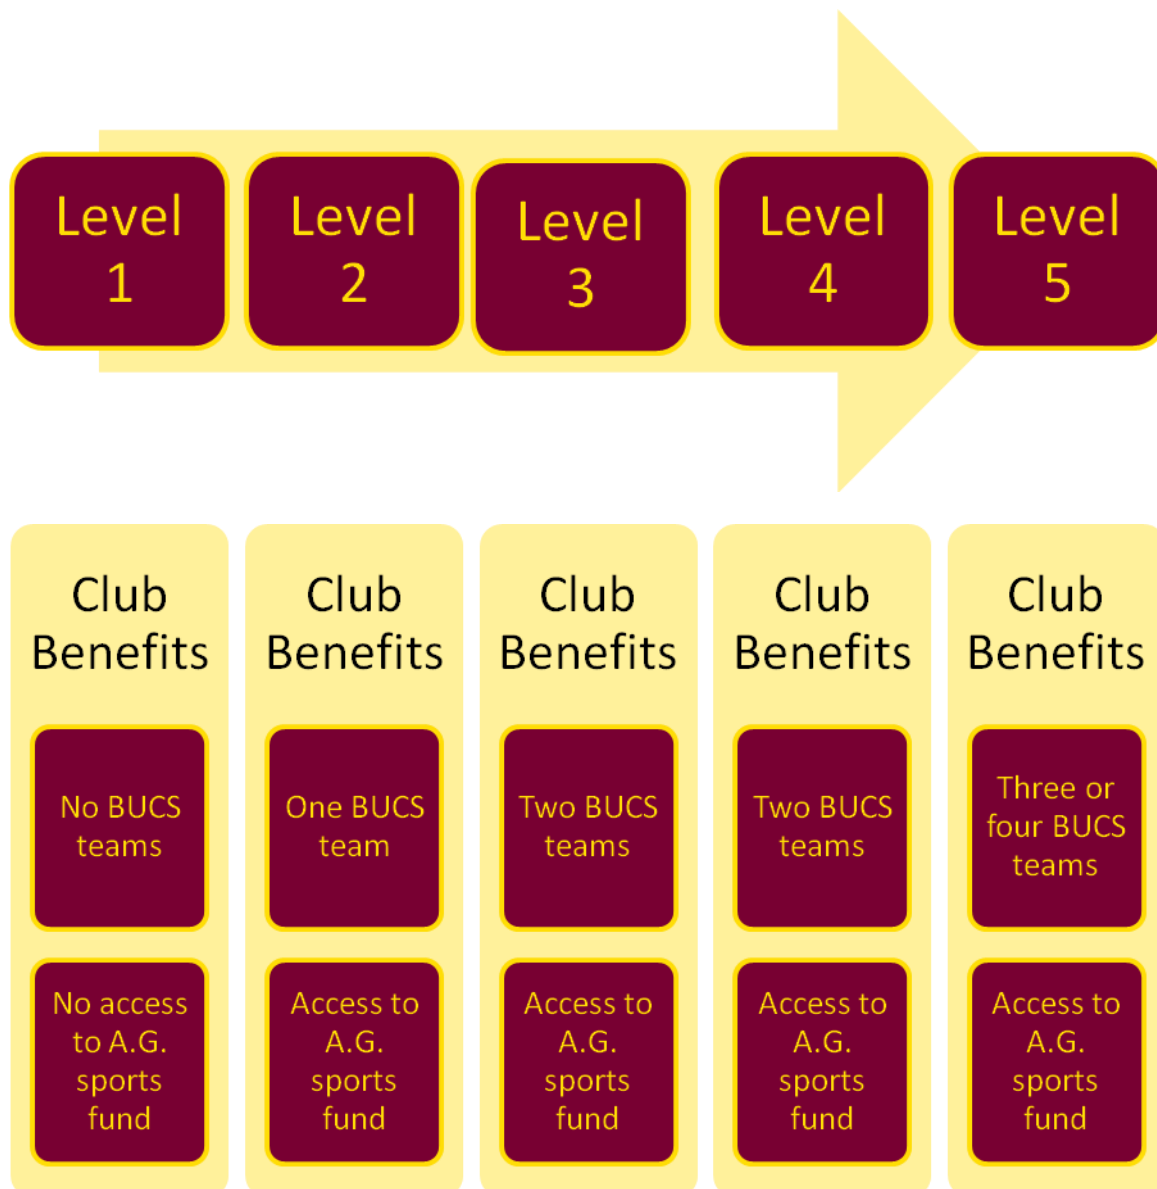 Level
1
Level
2
Level
3
Level
4
Level
5
Club
Benefits
No BUCS
teams
No access
to A.G.
sports
fund
Club
Benefits
One BUCS
team
Access to
A.G.
sports
fund
Club
Benefits
Two BUCS
teams
Access to
A.G.
sports
fund
Club
Benefits
Two BUCS
teams
Access to
A.G.
sports
fund
Club
Benefits
Three or
four BUCS
teams
Access to
A.G.
sports
fund